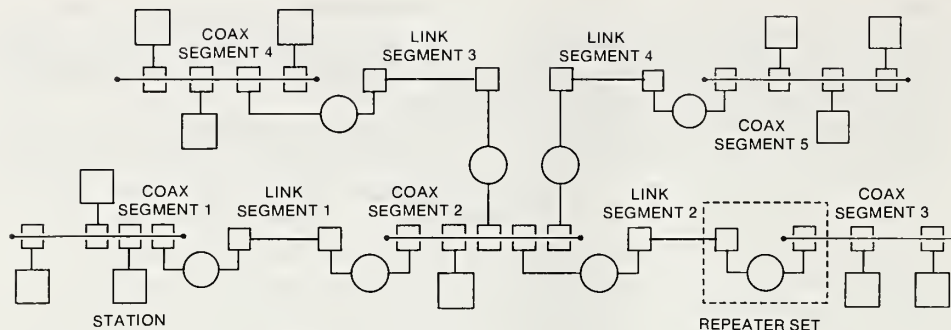 COAX
SEGMENT 4
LINK
SEGMENT 3
LINK
SEGMENT 4
COAX
SEGMENT 5
COAX
SEGMENT 1
LINK
SEGMENT 1
COAX
SEGMENT 2
LINK
SEGMENT 2
COAX
SEGMENT 3
STATION
REPEATER SET